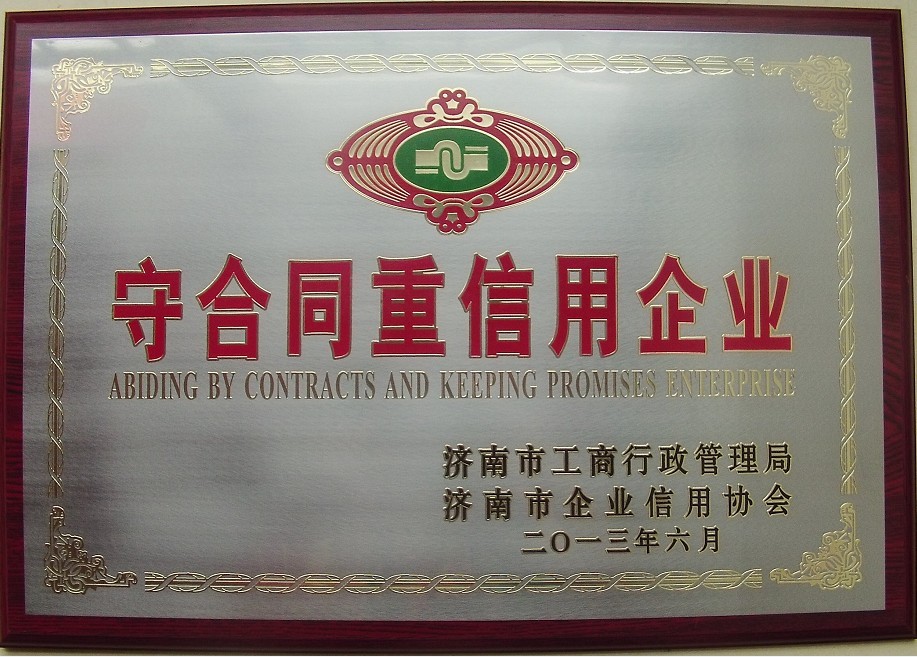 守合同重信用企业
ABIDING BY CONTRACTS AND KEEPING PROMISES ENTERPRISE
济南市工商行政管理局
济南市企业信用协会
二O一三年六月